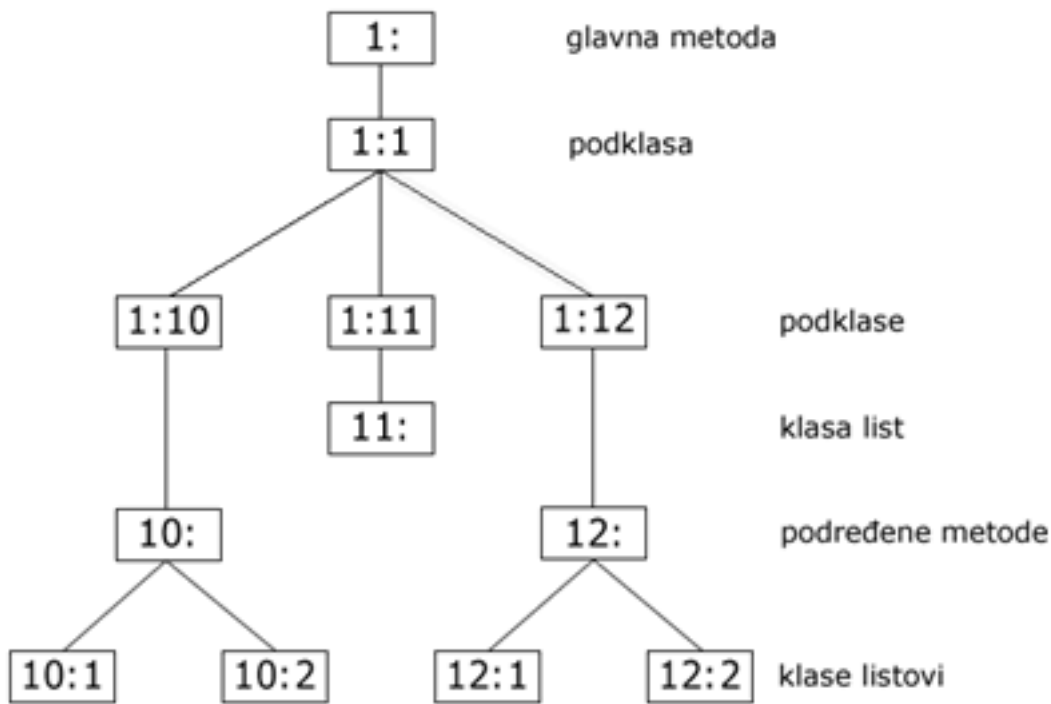 1: glavna metoda
1:1 podklasa
1:10 1:11 1:12 podklase
11: klasa list
10: 12: podređene metode
10:1 10:2 12:1 12:2 klase listovi